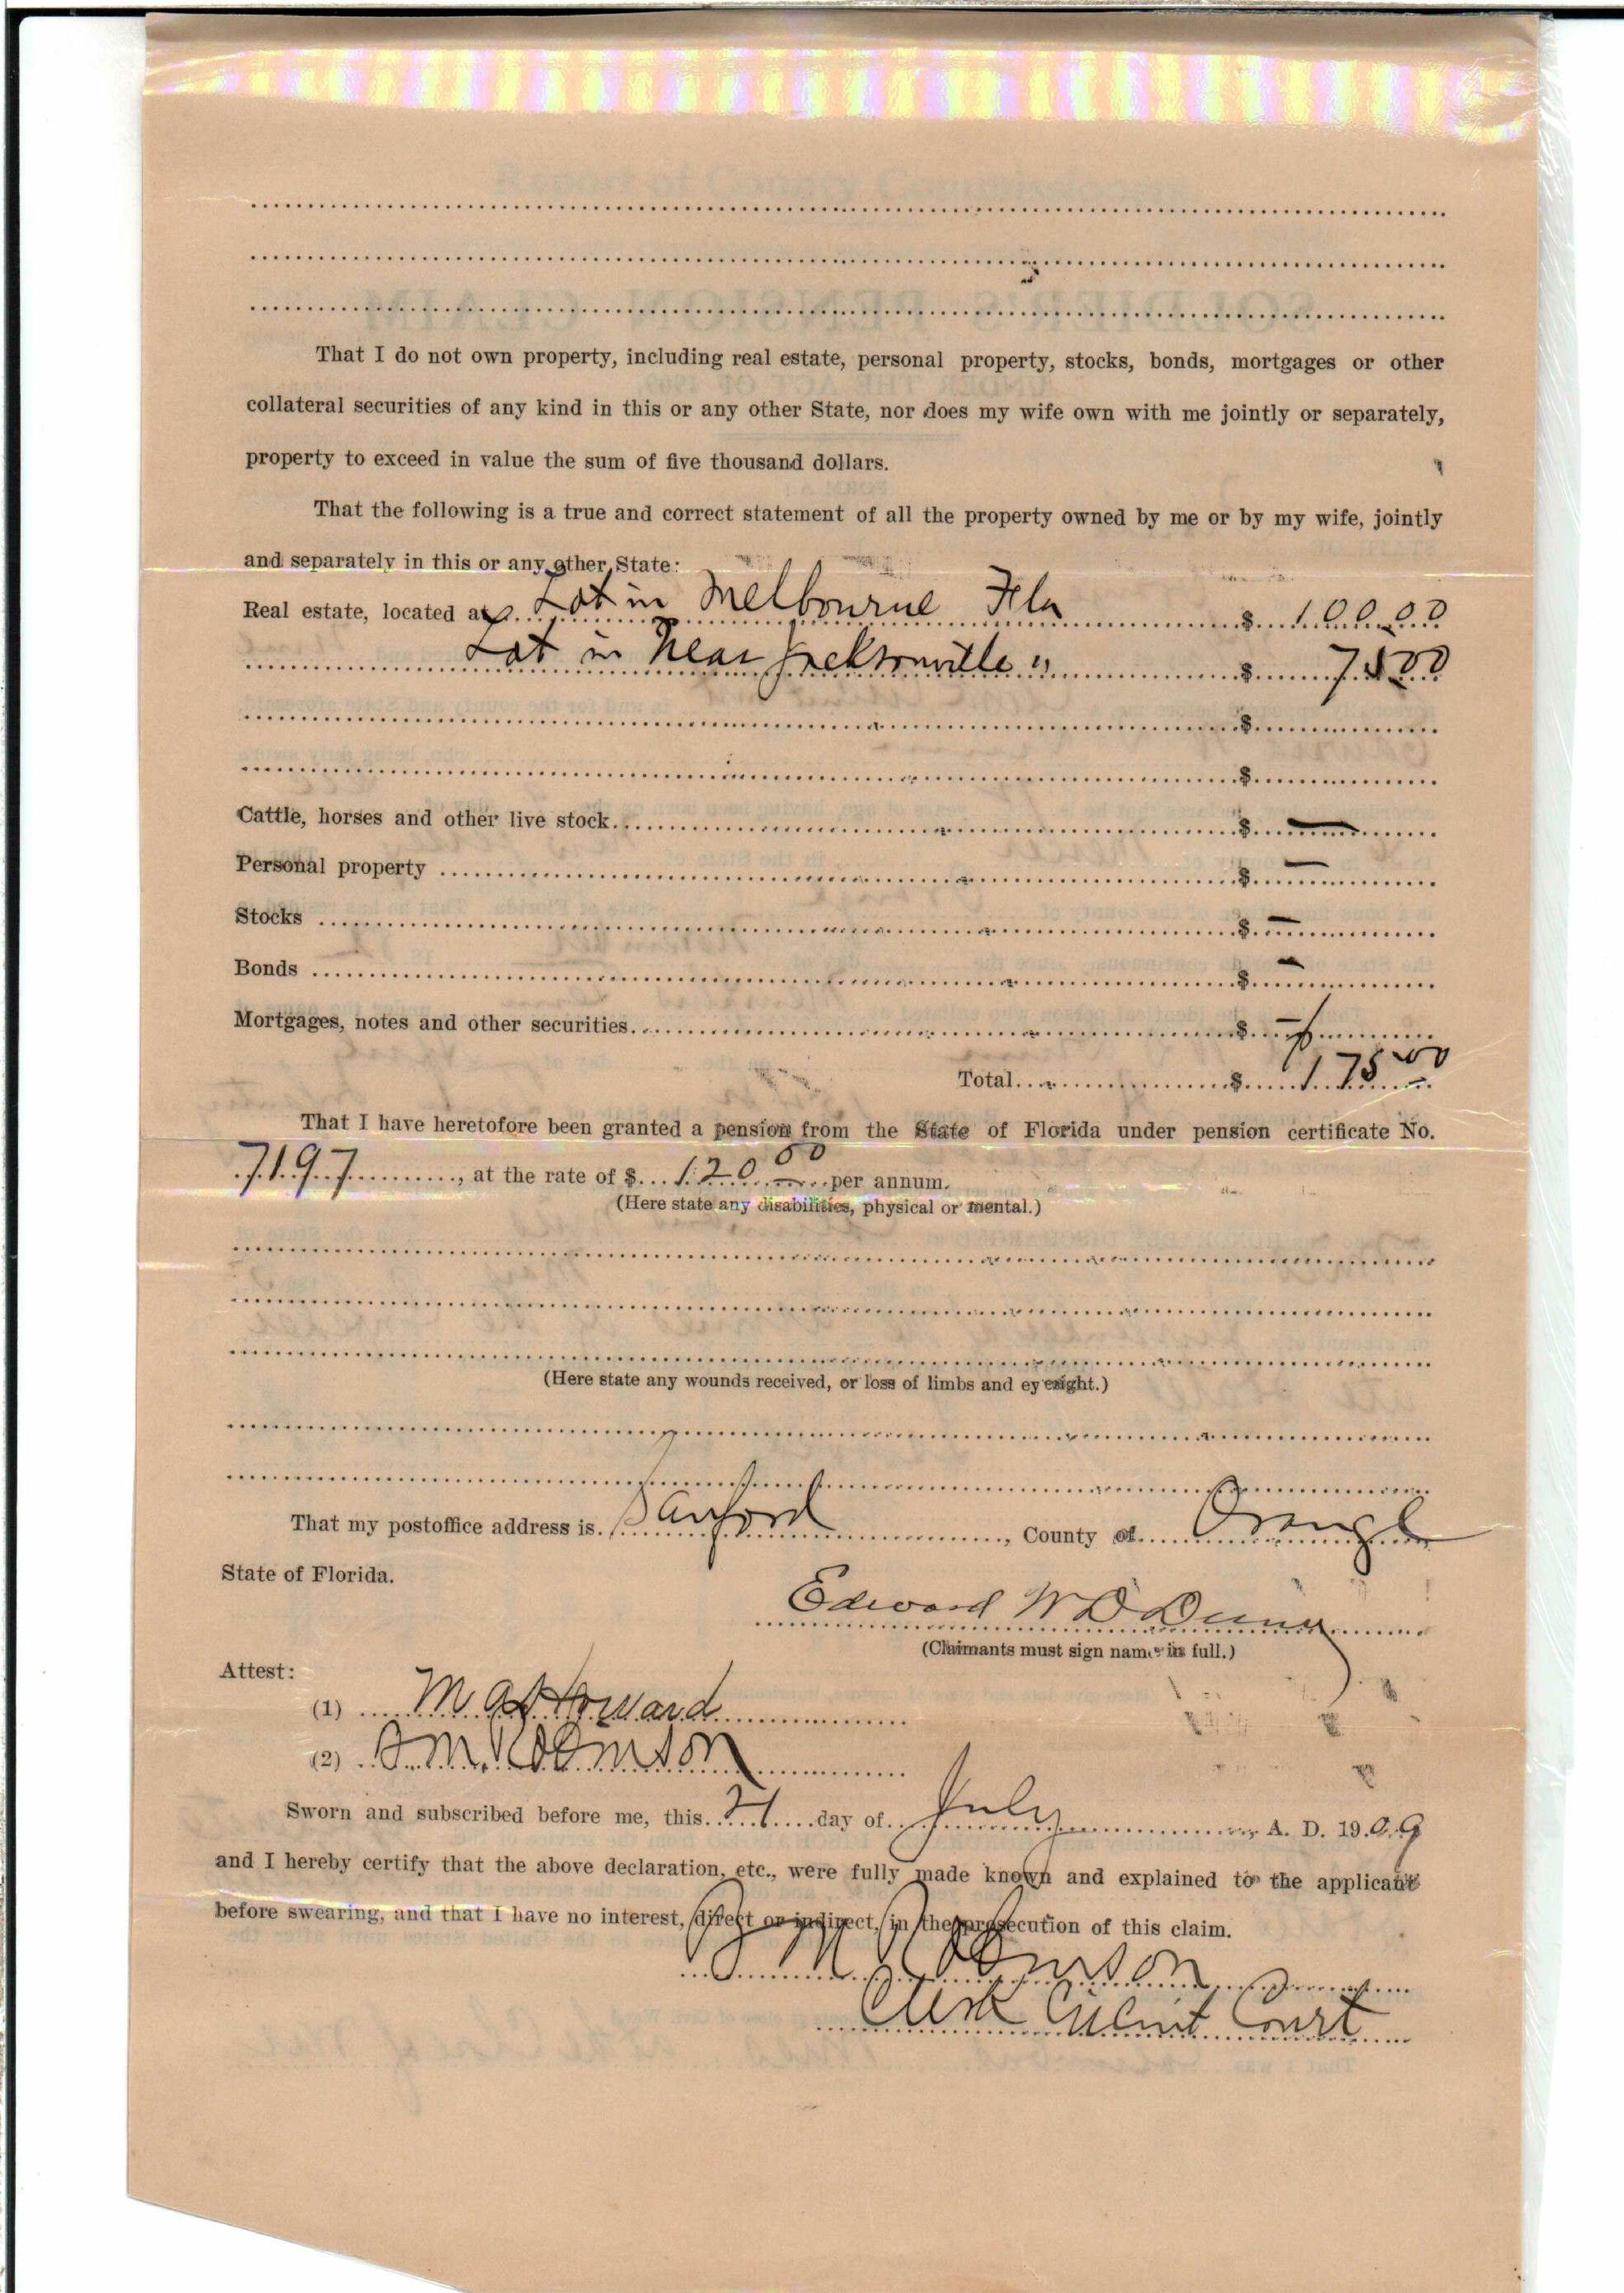 That I do not own property, including real estate, personal property, stocks, bonds, mortgages or other
collateral securities of any kind in this or any other State, nor does my wife own with me jointly or separately,
property to exceed in value the sum of five thousand dollars.
That the following is a true and correct statement of all the property owned by me or by my wife, jointly
and separately in this or any other State:
Real estate, located at Lot in Melbourne Fla $ 100.00
Lot in Near Jacksonville " $ 75.00
$
$
Cattle, horses and other live stock $ —
Personal property $ —
Stocks $ —
Bonds $ —
Mortgages, notes and other securities $ —
Total $ 175.00
That I have heretofore been granted a pension from the State of Florida under pension certificate No.
7197, at the rate of $ 120 00 per annum.
(Here state any disabilities, physical or mental.)
(Here state any wounds received, or loss of limbs and eyesight.)
That my postoffice address is Sanford, County of Orange
State of Florida.
Edward W D Dunn
(Claimants must sign name in full.)
Attest:
(1) Howard
(2) B. M. Robinson
Sworn and subscribed before me, this 21 day of July, A. D. 1909
and I hereby certify that the above declaration, etc., were fully made known and explained to the applicant
before swearing, and that I have no interest, direct or indirect, in the prosecution of this claim.
B M Robinson
Clerk Circuit Court